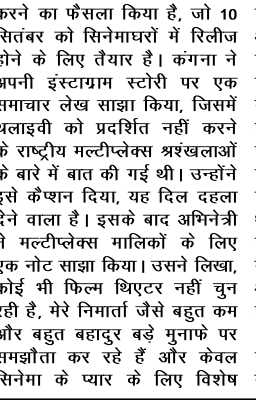 करने का फैसला किया है, जो 10
सितंबर को सिनेमाघरों में रिलीज
होने के लिए तैयार है। कंगना ने
अपनी इंस्टाग्राम स्टोरी पर एक
समाचार लेख साझा किया, जिसमें
थलाइवी को प्रदर्शित नहीं करने
के राष्ट्रीय मल्टीप्लेक्स श्रश्ंखलाओं
के बारे में बात की गई थी। उन्होंने
इसे कैप्शन दिया, यह दिल दहला
देने वाला है। इसके बाद अभिनेत्री
ने मल्टीप्लेक्स मालिकों के लिए
एक नोट साझा किया। उसने लिखा,
कोई भी फिल्म थिएटर नहीं चुन
रही है, मेरे निमार्ता जैसे बहुत कम
और बहुत बहादुर बड़े मुनाफे पर
समझौता कर रहे हैं और केवल
सिनेमा के प्यार के लिए विशेष